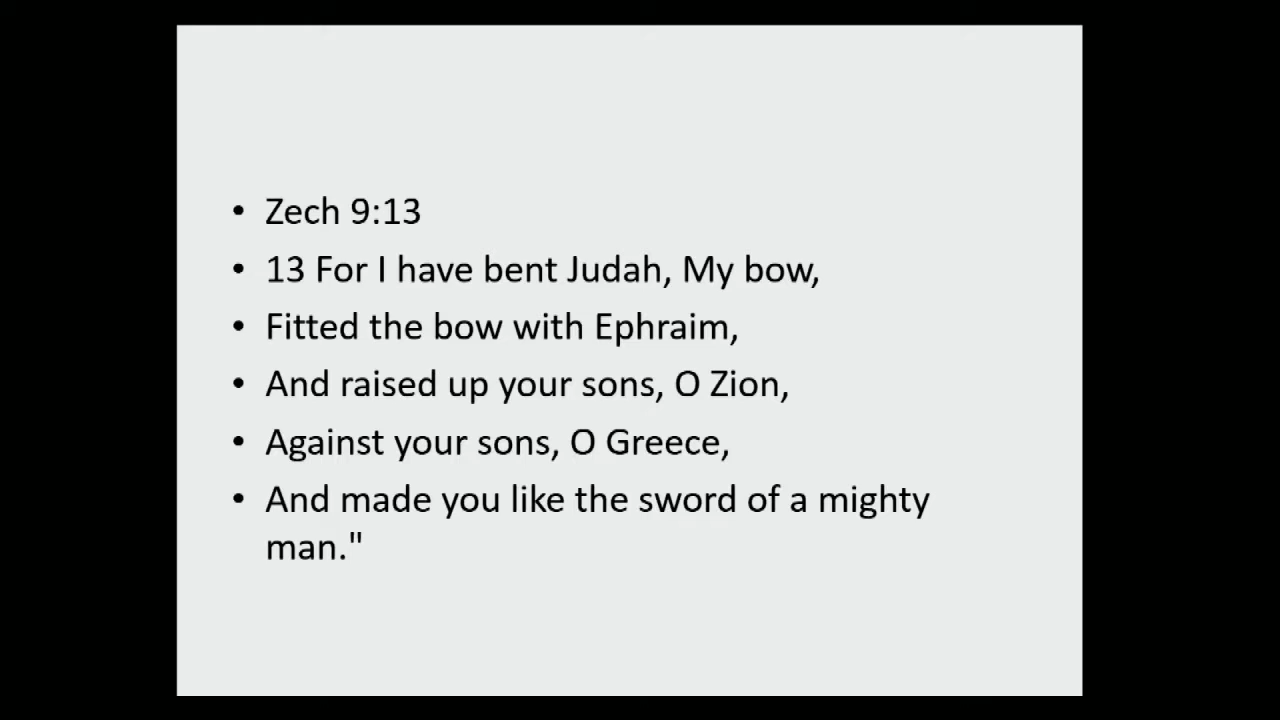 • Zech 9:13
• 13 For I have bent Judah, My bow,
• Fitted the bow with Ephraim,
• And raised up your sons, O Zion,
• Against your sons, O Greece,
• And made you like the sword of a mighty
man."